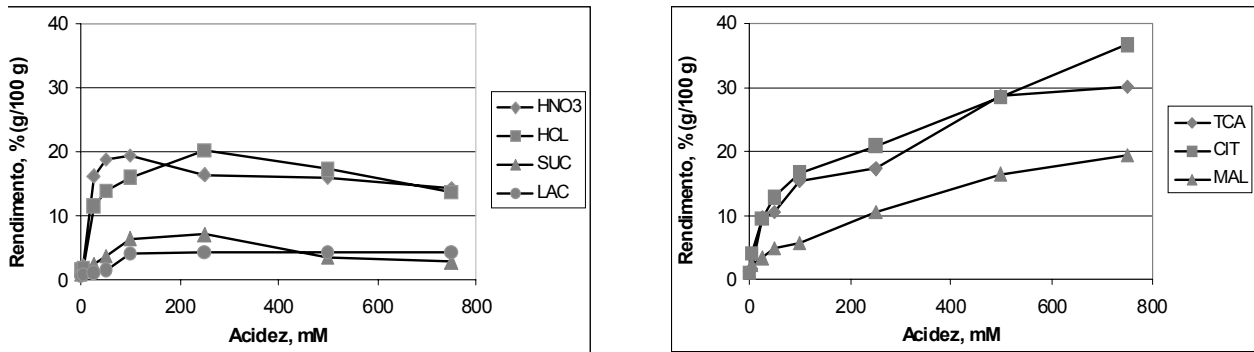 Rendimento, % (g/100 g)
40
30
20
10
0
0
200
400
600
800
Acidez, mM
HNO3
HCL
SUC
LAC
Rendimento, % (g/100 g)
40
30
20
10
0
0
200
400
600
800
Acidez, mM
TCA
CIT
MAL